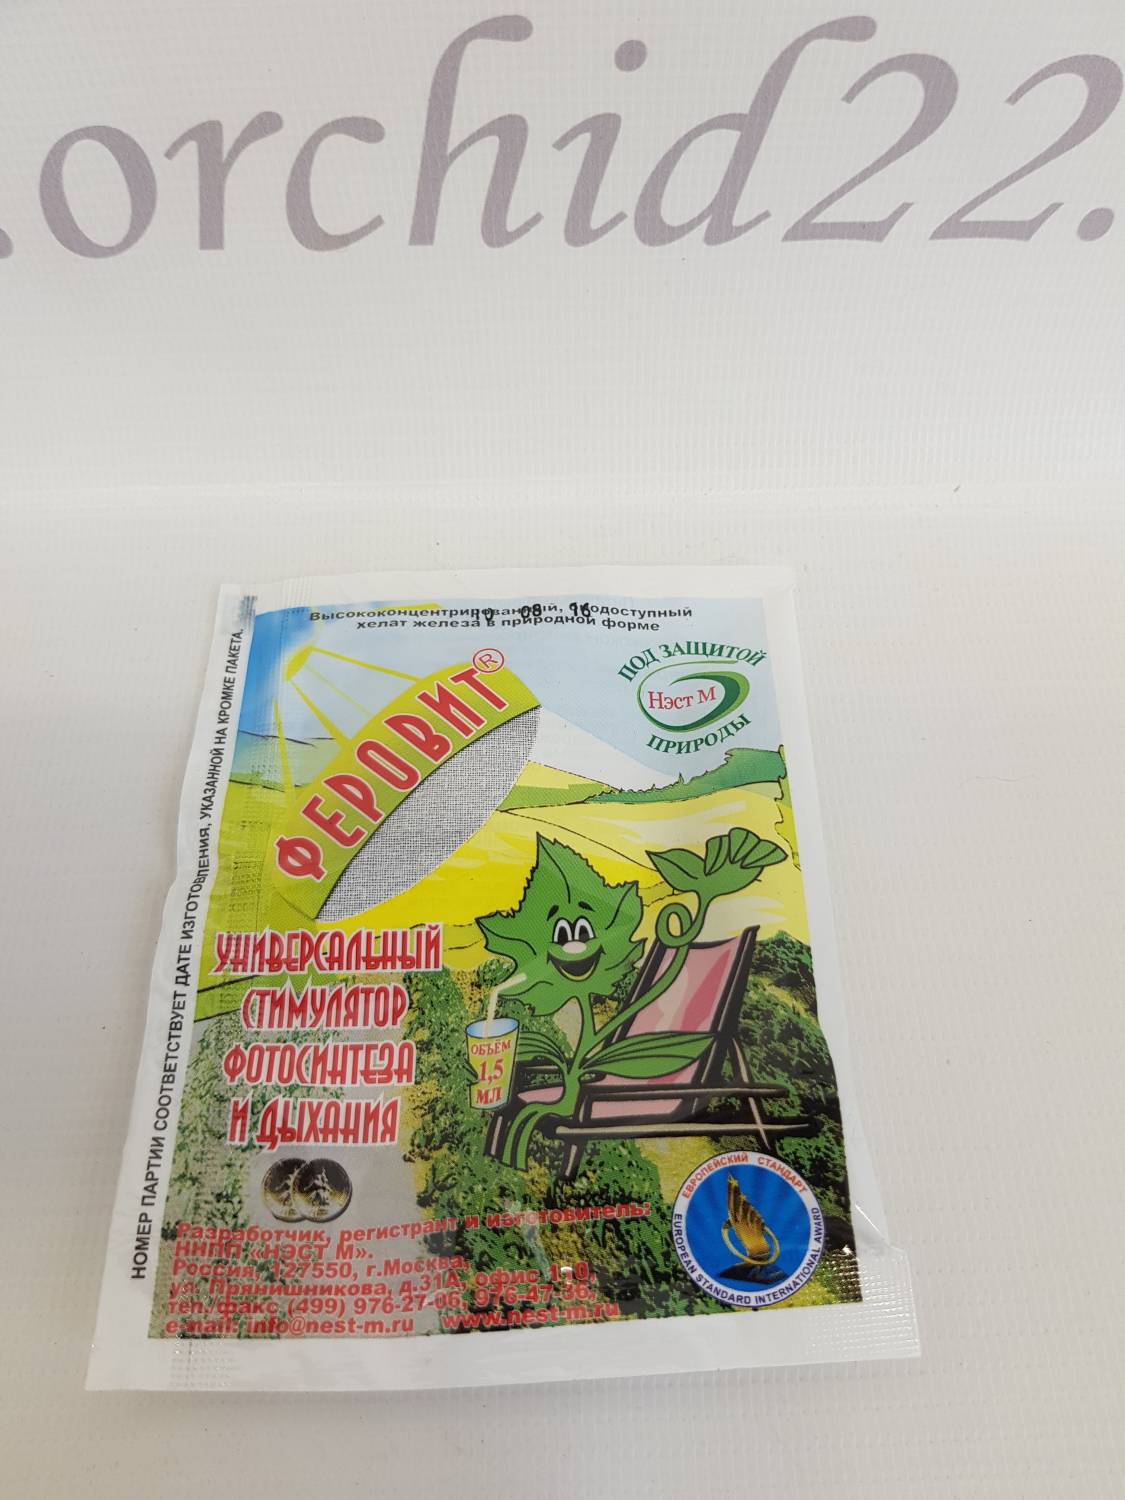 .orchid22.
Высококонцентрированный, биодоступный
хелат железа в природной форме
10 08 16
НОМЕР ПАРТИИ СООТВЕТСТВУЕТ ДАТЕ ИЗГОТОВЛЕНИЯ, УКАЗАННОЙ НА КРОМКЕ ПАКЕТА.
ФЕРОВИТ®
ПОД ЗАЩИТОЙ
Нэст М
ПРИРОДЫ
УНИВЕРСАЛЬНЫЙ
СТИМУЛЯТОР
ФОТОСИНТЕЗА
И ДЫХАНИЯ
ОБЪЁМ
1,5
МЛ
ЕВРОПЕЙСКИЙ СТАНДАРТ
EUROPEAN STANDARD INTERNATIONAL AWARD
Разработчик, регистрант и изготовитель:
ННПП «НЭСТ М».
Россия, 127550, г.Москва,
ул. Прянишникова, д.31А, офис
тел./факс (499) 976-27-06, 976-47-36,
e-mail: info@nest-m.ru www.nest-m.ru